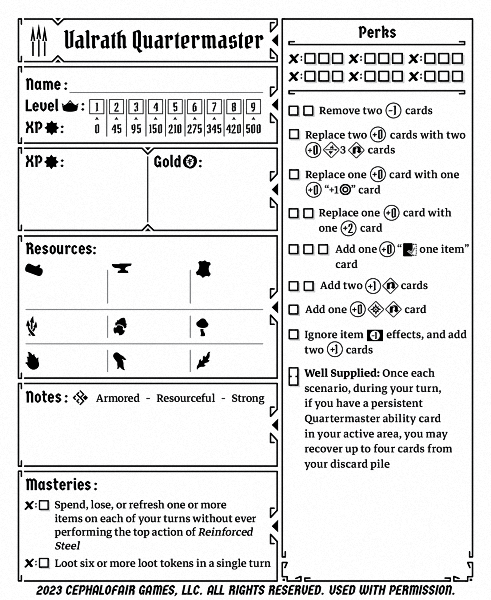 Valrath Quartermaster
Name:
Level :
1 2 3 4 5 6 7 8 9
XP : 0 45 95 150 210 275 345 420 500
XP : Gold :
Resources:
Notes: Armored - Resourceful - Strong
Masteries:
x: Spend, lose, or refresh one or more
items on each of your turns without ever
performing the top action of Reinforced
Steel
x: Loot six or more loot tokens in a single turn
Perks
x: x: x:
x: x: x:
Remove two -1 cards
Replace two +0 cards with two
+0 3 cards
Replace one +0 card with one
+0 "+1" card
Replace one +0 card with
one +2 card
Add one +0 " one item"
card
Add two +1 cards
Add one +0 card
Ignore item -1 effects, and add
two +1 cards
Well Supplied: Once each
scenario, during your turn,
if you have a persistent
Quartermaster ability card
in your active area, you may
recover up to four cards from
your discard pile
2023 CEPHALOFAIR GAMES, LLC. ALL RIGHTS RESERVED. USED WITH PERMISSION.